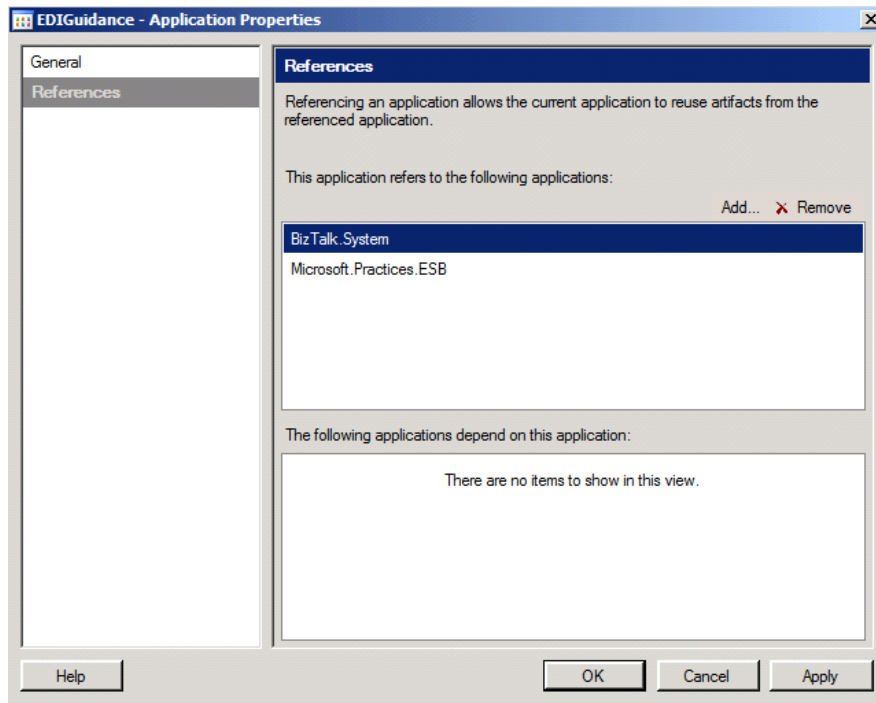 EDIGuidance - Application Properties
General
References
References
Referencing an application allows the current application to reuse artifacts from the
referenced application.
This application refers to the following applications:
Add... Remove
BizTalk.System
Microsoft.Practices.ESB
The following applications depend on this application:
There are no items to show in this view.
Help OK Cancel Apply